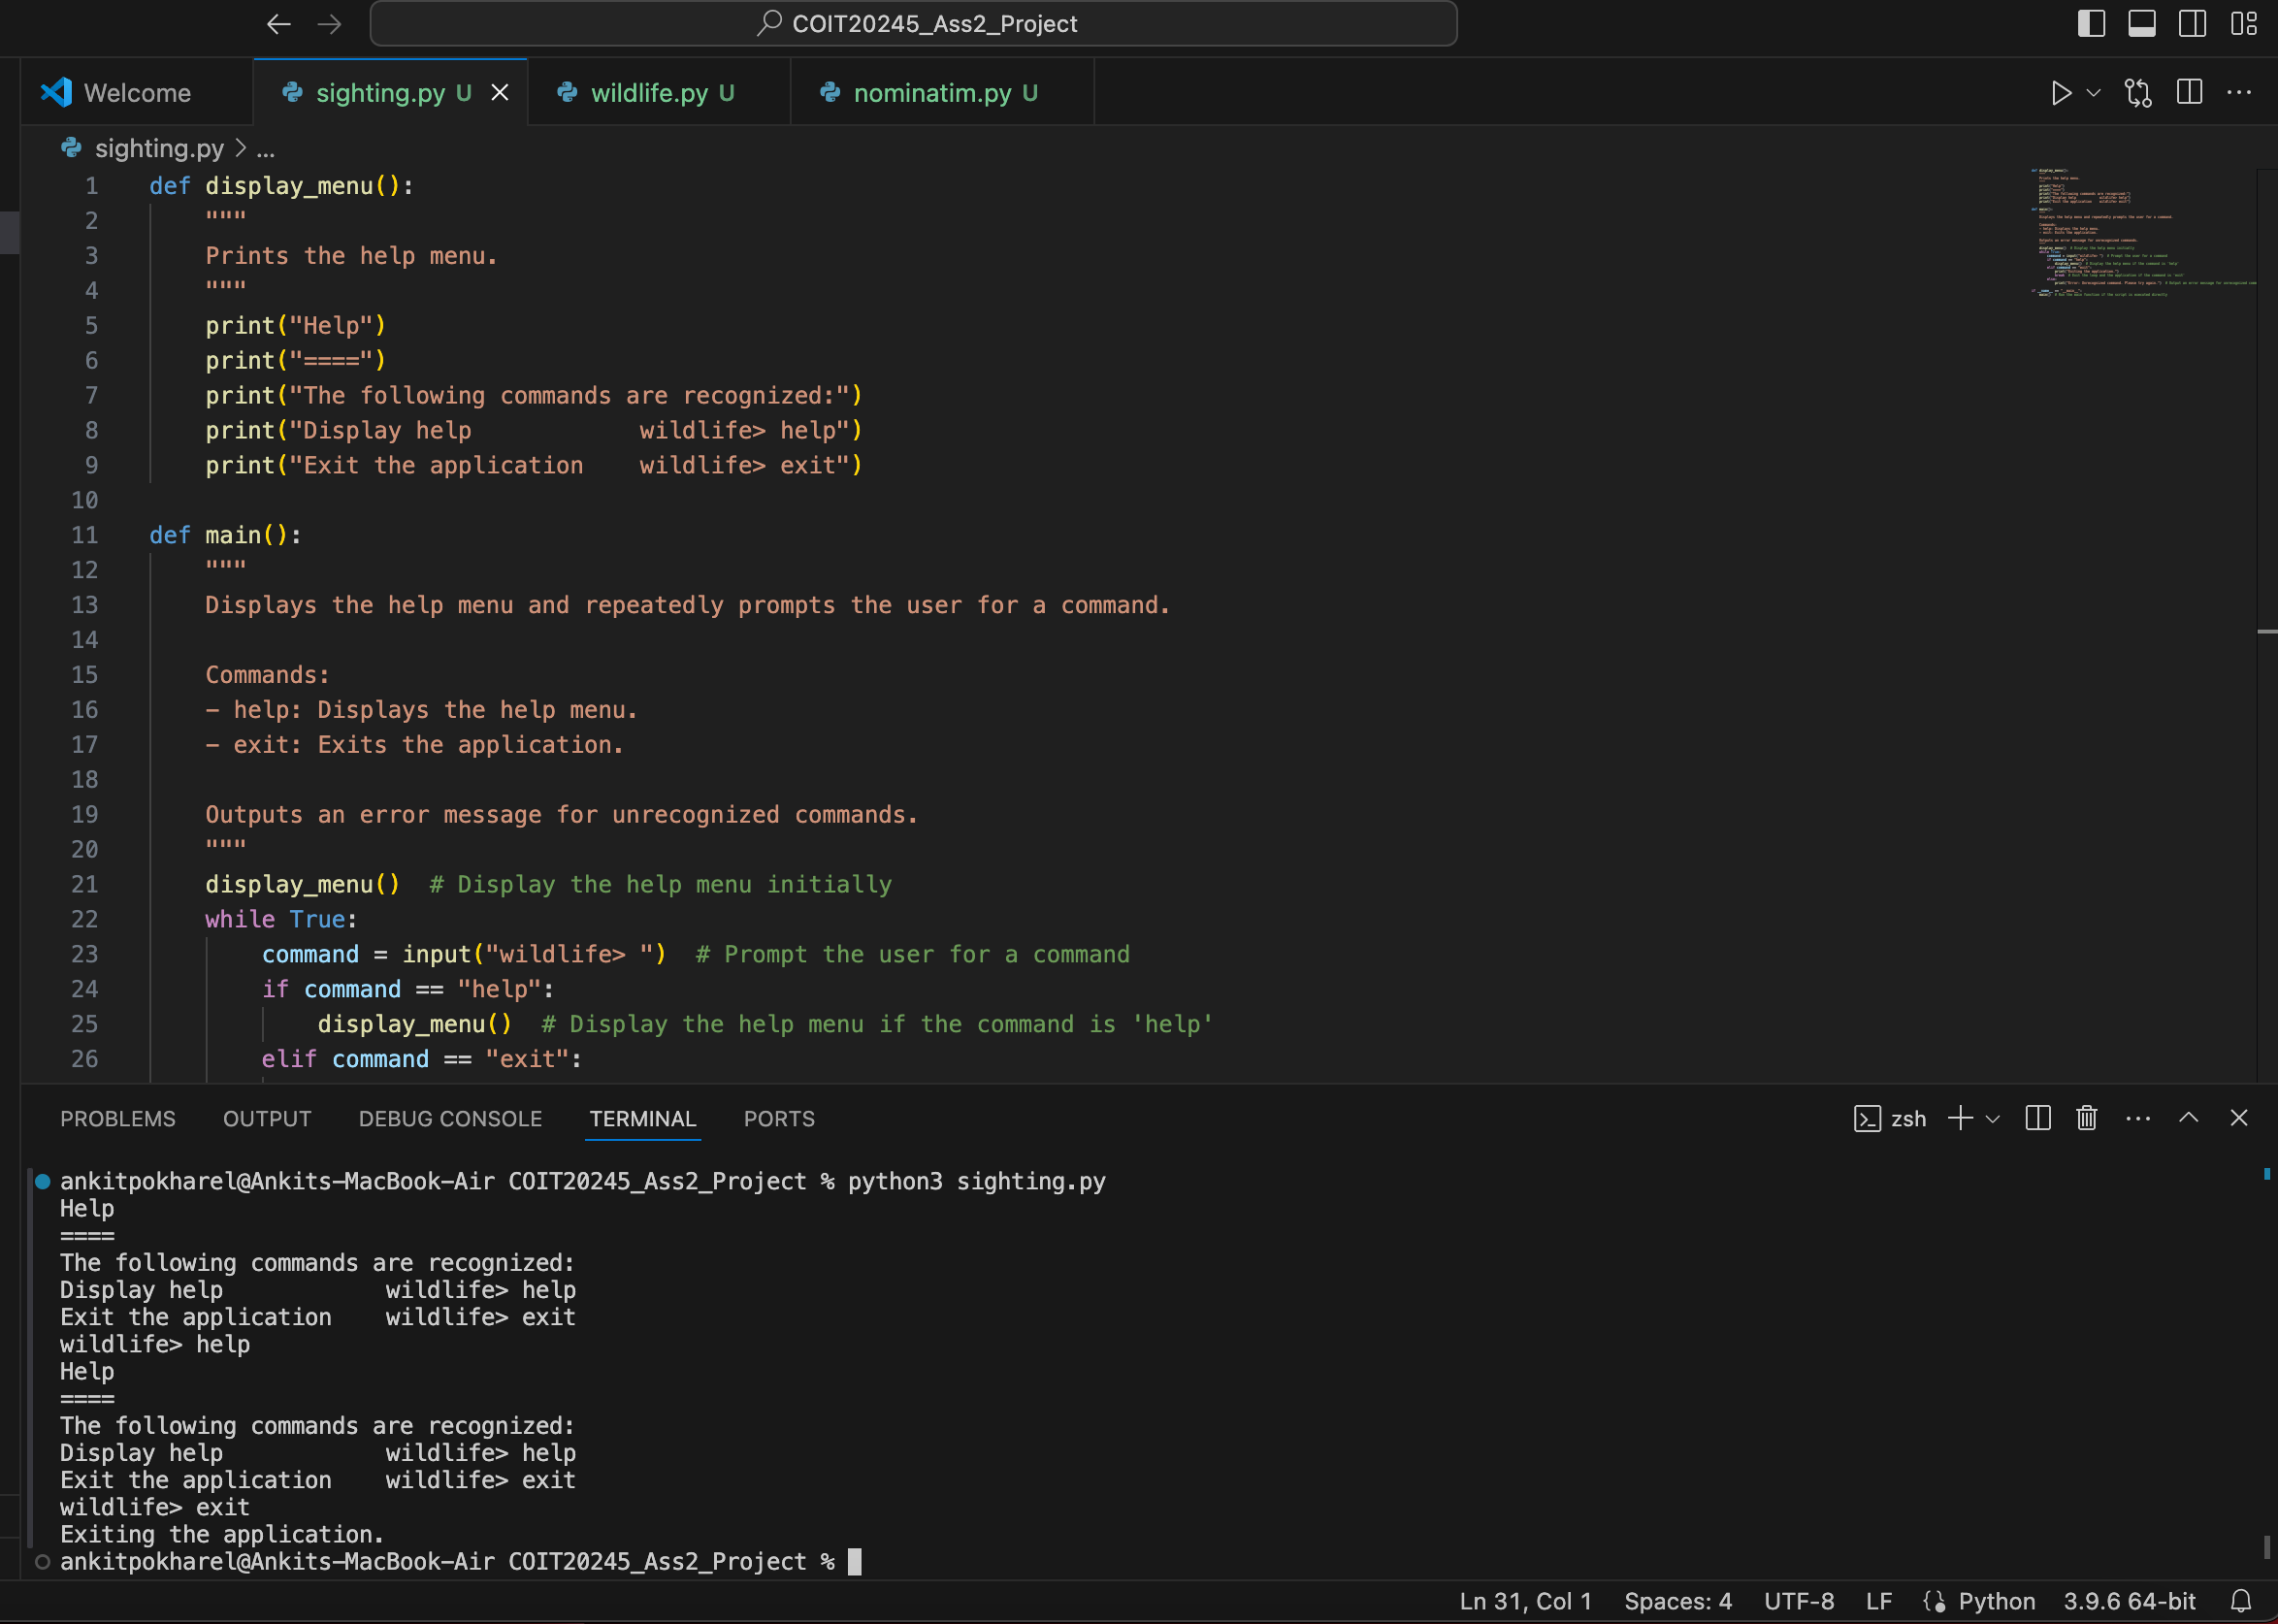 COIT20245_Ass2_Project
Welcome
sighting.py U
wildlife.py U
nominatim.py U
sighting.py > ...
1 def display_menu():
2     """
3     Prints the help menu.
4     """
5     print("Help")
6     print("====")
7     print("The following commands are recognized:")
8     print("Display help            wildlife> help")
9     print("Exit the application    wildlife> exit")
10
11 def main():
12     """
13     Displays the help menu and repeatedly prompts the user for a command.
14
15     Commands:
16     - help: Displays the help menu.
17     - exit: Exits the application.
18
19     Outputs an error message for unrecognized commands.
20     """
21     display_menu()  # Display the help menu initially
22     while True:
23         command = input("wildlife> ")  # Prompt the user for a command
24         if command == "help":
25             display_menu()  # Display the help menu if the command is 'help'
26         elif command == "exit":
PROBLEMS OUTPUT DEBUG CONSOLE TERMINAL PORTS
zsh
ankitpokharel@Ankits-MacBook-Air COIT20245_Ass2_Project % python3 sighting.py
Help
====
The following commands are recognized:
Display help            wildlife> help
Exit the application    wildlife> exit
wildlife> help
Help
====
The following commands are recognized:
Display help            wildlife> help
Exit the application    wildlife> exit
wildlife> exit
Exiting the application.
ankitpokharel@Ankits-MacBook-Air COIT20245_Ass2_Project %
Ln 31, Col 1 Spaces: 4 UTF-8 LF Python 3.9.6 64-bit